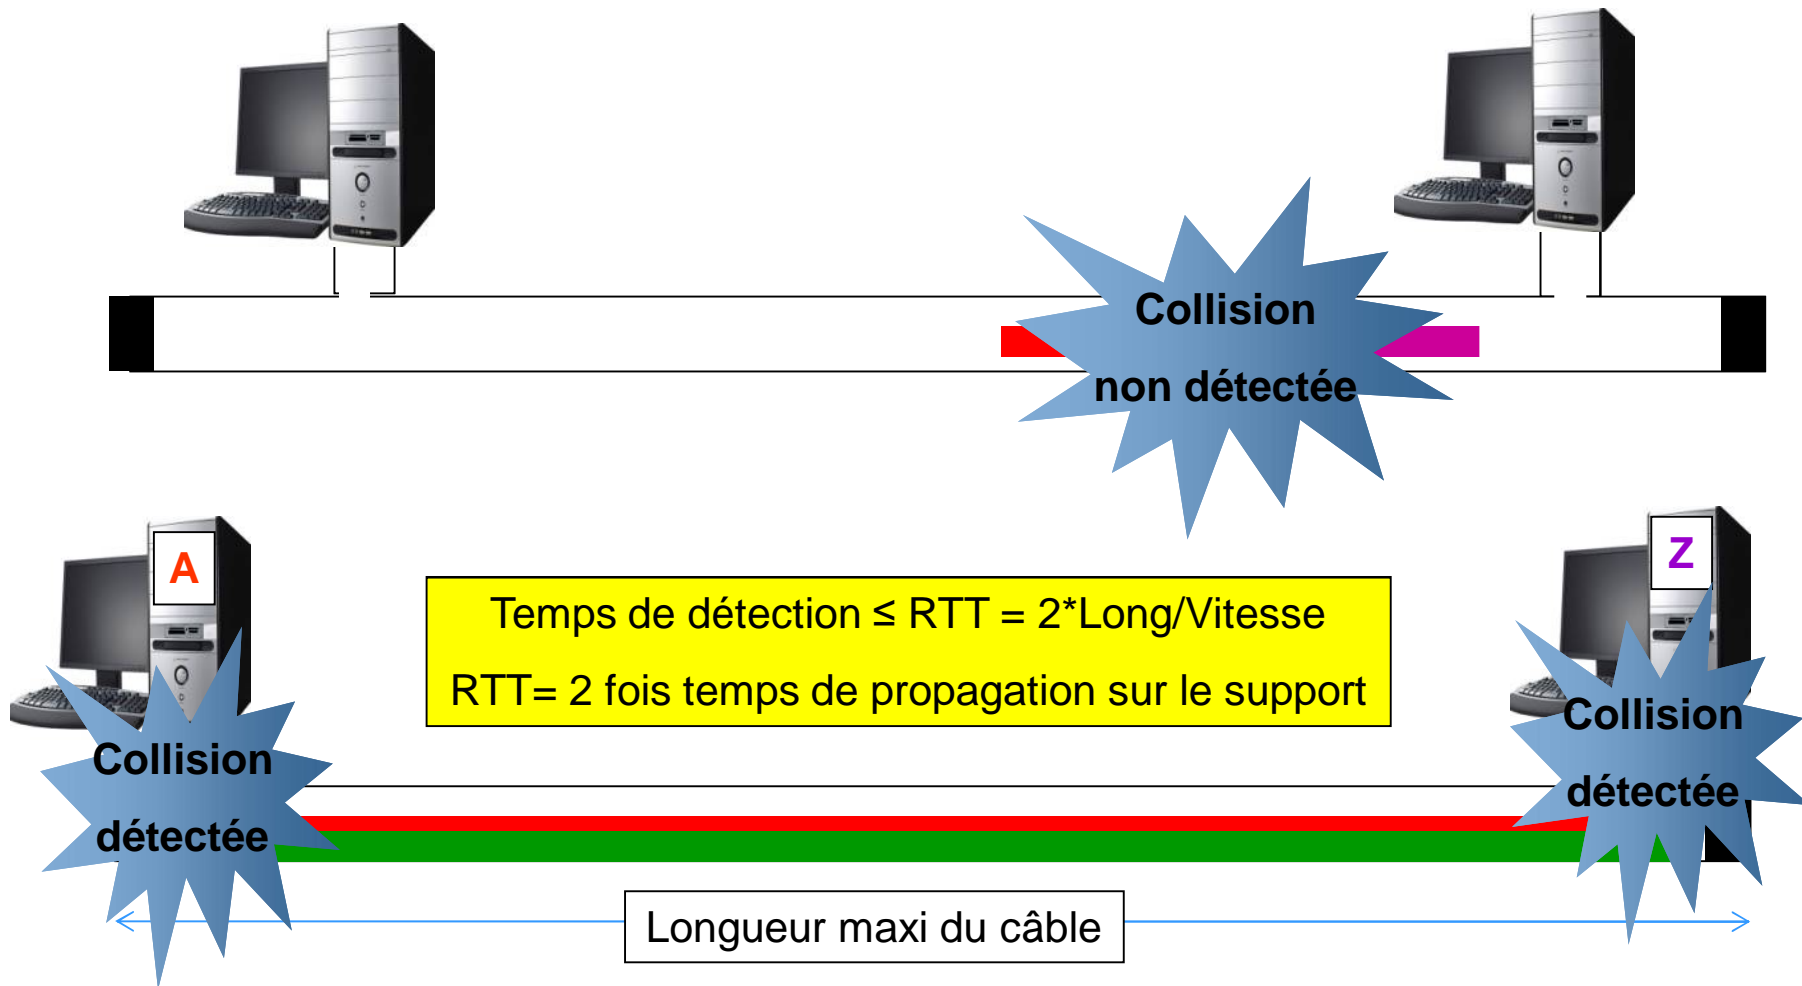 Collision
non détectée
A
Z
Temps de détection ≤ RTT = 2*Long/Vitesse
RTT= 2 fois temps de propagation sur le support
Collision
détectée
Collision
détectée
Longueur maxi du câble